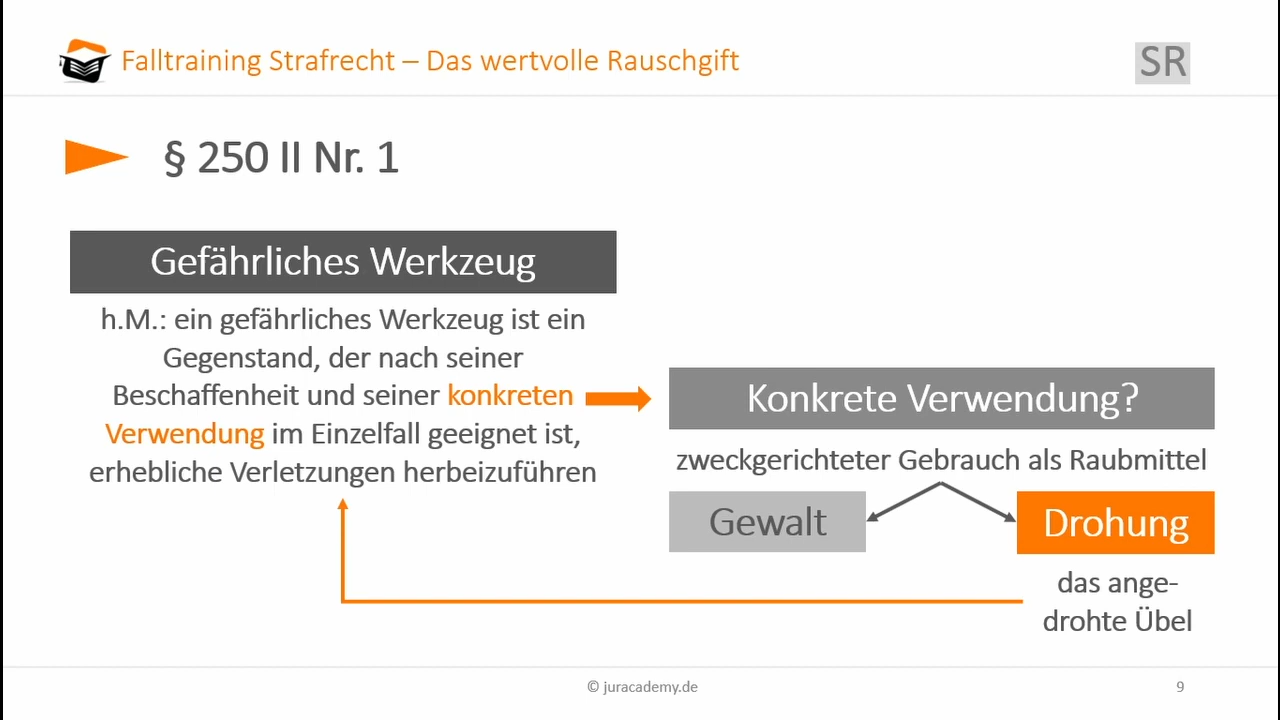 Falltraining Strafrecht – Das wertvolle Rauschgift
SR
§ 250 II Nr. 1
Gefährliches Werkzeug
h.M.: ein gefährliches Werkzeug ist ein
Gegenstand, der nach seiner
Beschaffenheit und seiner konkreten
Verwendung im Einzelfall geeignet ist,
erhebliche Verletzungen herbeizuführen
Konkrete Verwendung?
zweckgerichteter Gebrauch als Raubmittel
Gewalt
Drohung
das ange-
drohte Übel
© juracademy.de
9